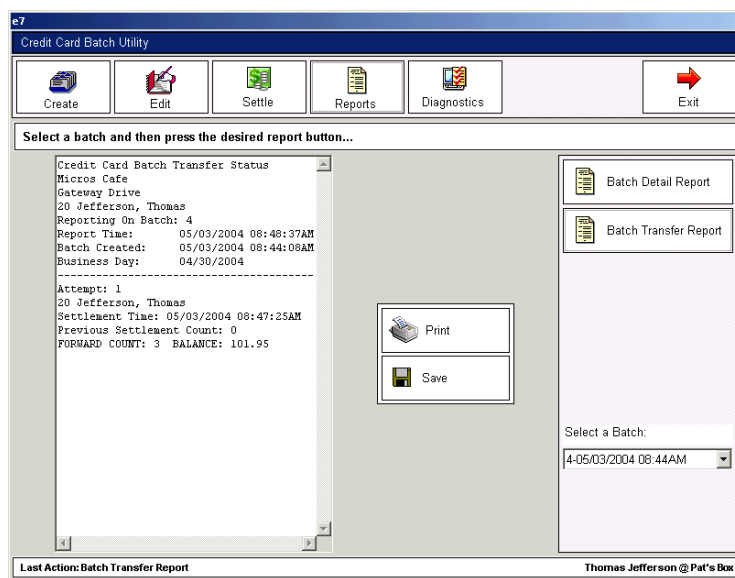 e7
Credit Card Batch Utility
Create
Edit
Settle
Reports
Diagnostics
Exit
Select a batch and then press the desired report button...
Credit Card Batch Transfer Status
Micros Cafe
Gateway Drive
20 Jefferson, Thomas
Reporting On Batch: 4
Report Time: 05/03/2004 08:48:37AM
Batch Created: 05/03/2004 08:44:08AM
Business Day: 04/30/2004
----------------------------------------
Attempt: 1
20 Jefferson, Thomas
Settlement Time: 05/03/2004 08:47:25AM
Previous Settlement Count: 0
FORWARD COUNT: 3 BALANCE: 101.95
Print
Save
Batch Detail Report
Batch Transfer Report
Select a Batch:
4-05/03/2004 08:44AM
Last Action: Batch Transfer Report
Thomas Jefferson @ Pat's Box